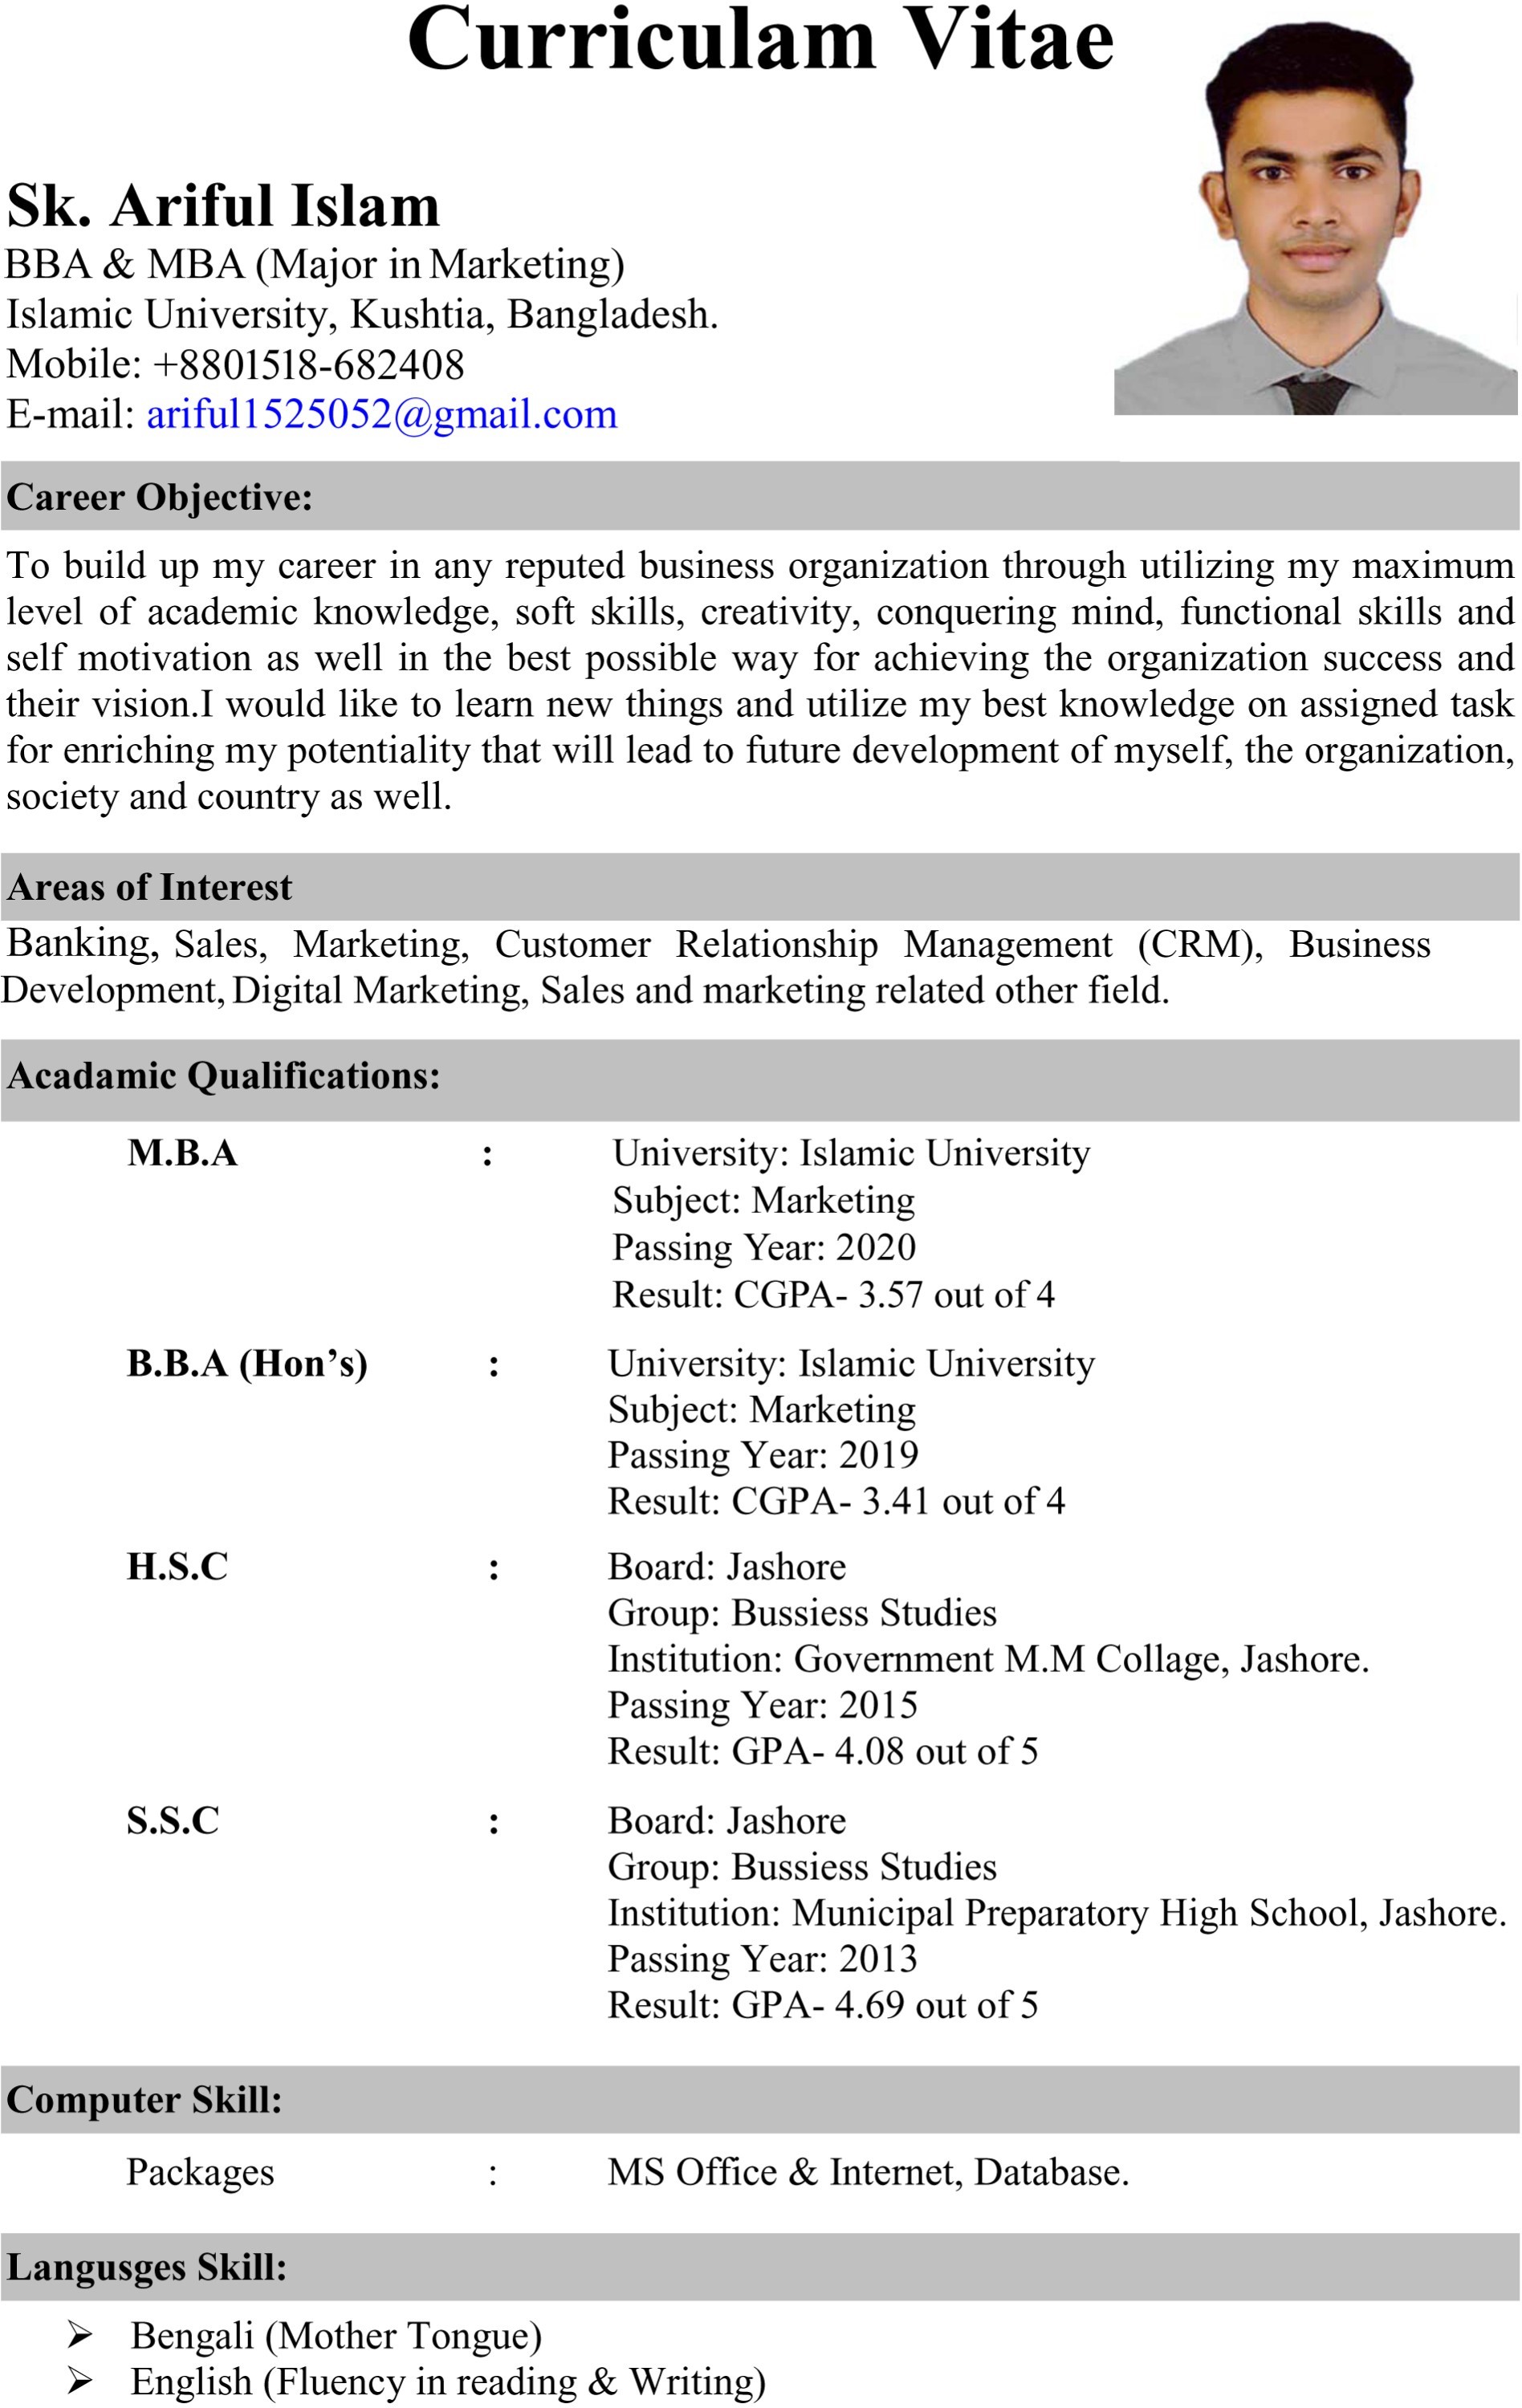 Curriculam Vitae
Sk. Ariful Islam
BBA & MBA (Major in Marketing)
Islamic University, Kushtia, Bangladesh.
Mobile: +8801518-682408
E-mail: ariful1525052@gmail.com
Career Objective:
To build up my career in any reputed business organization through utilizing my maximum
level of academic knowledge, soft skills, creativity, conquering mind, functional skills and
self motivation as well in the best possible way for achieving the organization success and
their vision.I would like to learn new things and utilize my best knowledge on assigned task
for enriching my potentiality that will lead to future development of myself, the organization,
society and country as well.
Areas of Interest
Banking, Sales, Marketing, Customer Relationship Management (CRM), Business
Development, Digital Marketing, Sales and marketing related other field.
Acadamic Qualifications:
M.B.A : University: Islamic University
Subject: Marketing
Passing Year: 2020
Result: CGPA- 3.57 out of 4
B.B.A (Hon’s) : University: Islamic University
Subject: Marketing
Passing Year: 2019
Result: CGPA- 3.41 out of 4
H.S.C : Board: Jashore
Group: Bussiess Studies
Institution: Government M.M Collage, Jashore.
Passing Year: 2015
Result: GPA- 4.08 out of 5
S.S.C : Board: Jashore
Group: Bussiess Studies
Institution: Municipal Preparatory High School, Jashore.
Passing Year: 2013
Result: GPA- 4.69 out of 5
Computer Skill:
Packages : MS Office & Internet, Database.
Langusges Skill:
➢ Bengali (Mother Tongue)
➢ English (Fluency in reading & Writing)